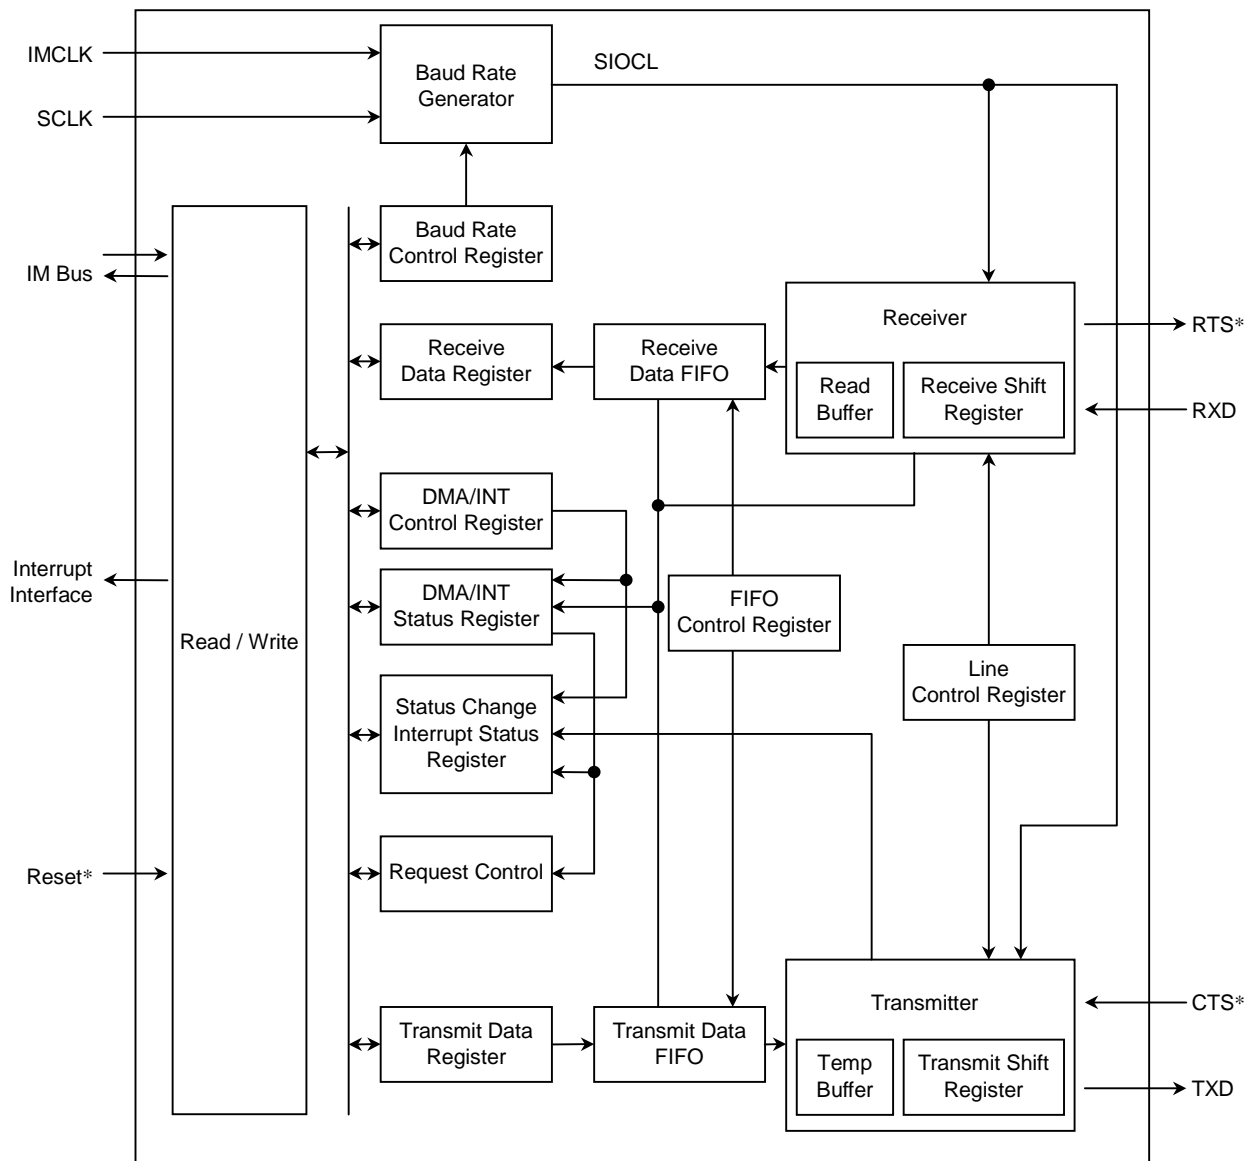 IMCLK
SCLK
Baud Rate
Generator
SIOCL
IM Bus
Baud Rate
Control Register
Receive
Data Register
Receive
Data FIFO
Receiver
Read
Buffer
Receive Shift
Register
RTS*
RXD
DMA/INT
Control Register
Interrupt
Interface
DMA/INT
Status Register
FIFO
Control Register
Read / Write
Line
Control Register
Status Change
Interrupt Status
Register
Reset*
Request Control
Transmit Data
Register
Transmit Data
FIFO
Transmitter
Temp
Buffer
Transmit Shift
Register
CTS*
TXD